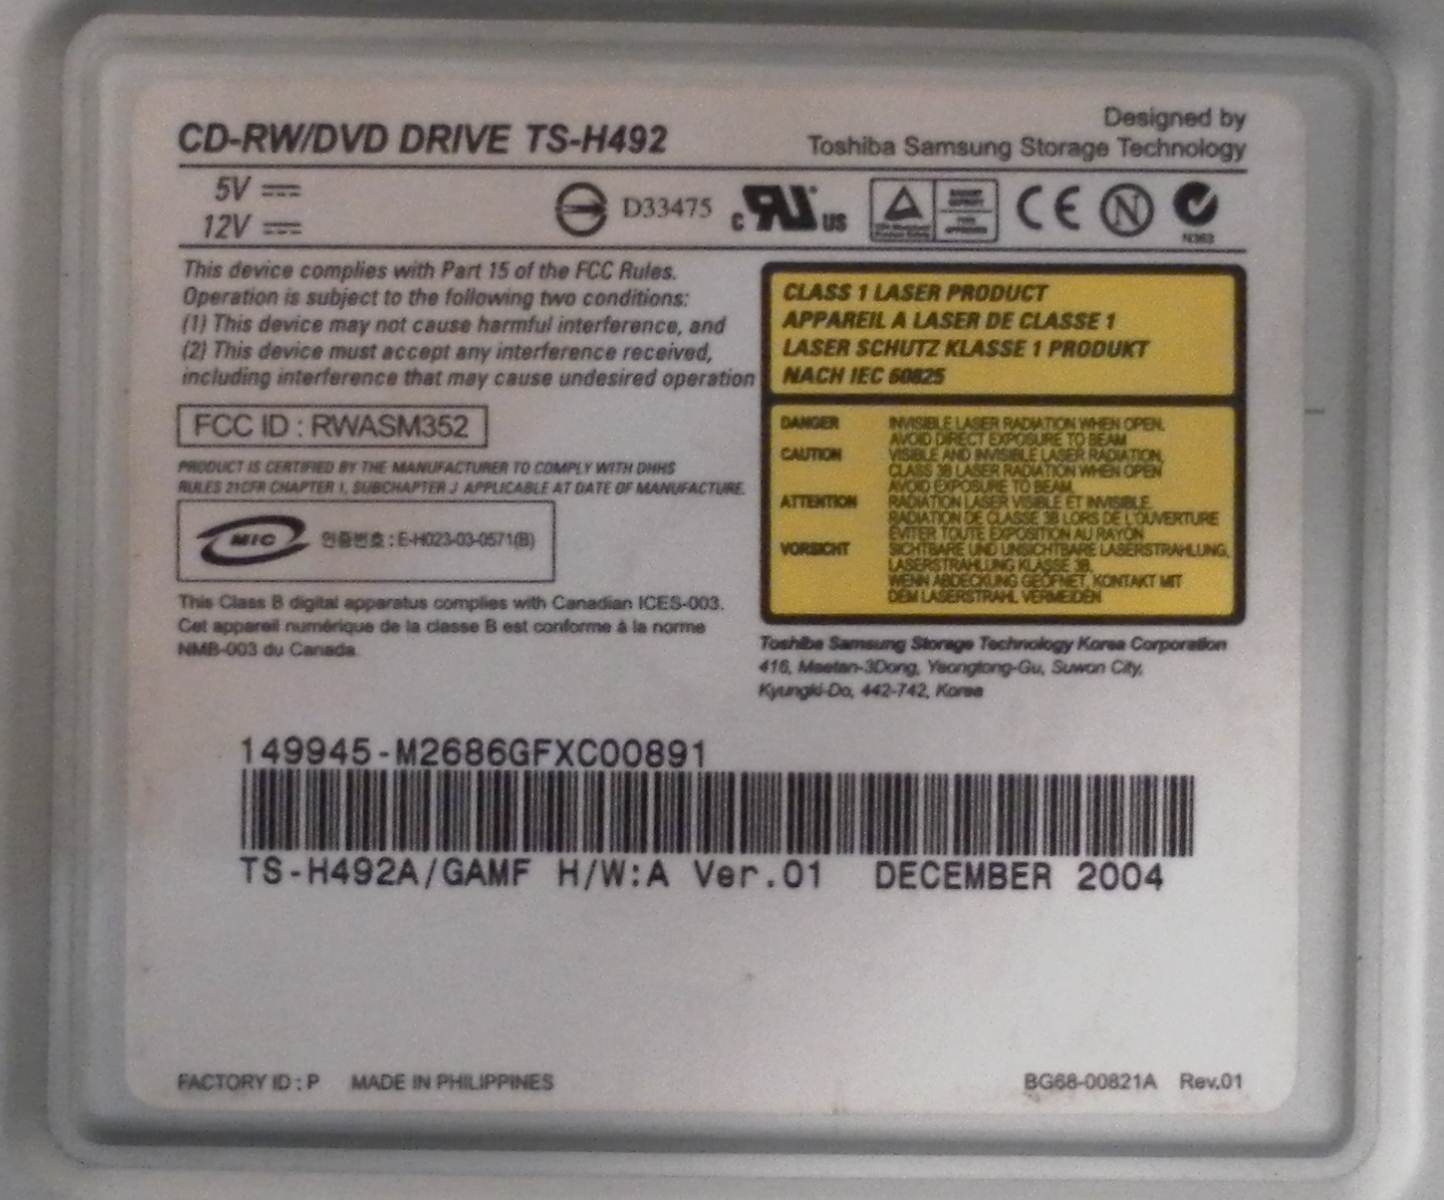 Designed by
CD-RW/DVD DRIVE TS-H492
Toshiba Samsung Storage Technology
5V
12V
D33475
c RU US
CE
N
N363
This device complies with Part 15 of the FCC Rules.
Operation is subject to the following two conditions:
(1) This device may not cause harmful interference, and
(2) This device must accept any interference received,
including interference that may cause undesired operation
FCC ID : RWASM352
PRODUCT IS CERTIFIED BY THE MANUFACTURER TO COMPLY WITH DHHS
RULES 21CFR CHAPTER 1, SUBCHAPTER J APPLICABLE AT DATE OF MANUFACTURE.
MIC 인증번호 : E-H023-03-0571(B)
This Class B digital apparatus complies with Canadian ICES-003.
Cet appareil numérique de la classe B est conforme à la norme
NMB-003 du Canada.
CLASS 1 LASER PRODUCT
APPAREIL A LASER DE CLASSE 1
LASER SCHUTZ KLASSE 1 PRODUKT
NACH IEC 60825
DANGER INVISIBLE LASER RADIATION WHEN OPEN.
AVOID DIRECT EXPOSURE TO BEAM
CAUTION VISIBLE AND INVISIBLE LASER RADIATION,
CLASS 3B LASER RADIATION WHEN OPEN
AVOID EXPOSURE TO BEAM.
ATTENTION RADIATION LASER VISIBLE ET INVISIBLE.
RADIATION DE CLASSE 3B LORS DE L'OUVERTURE
EVITER TOUTE EXPOSITION AU RAYON
VORSICHT SICHTBARE UND UNSICHTBARE LASERSTRAHLUNG,
LASERSTRAHLUNG KLASSE 3B,
WENN ABDECKUNG GEOFNET, KONTAKT MIT
DEM LASERSTRAHL VERMEIDEN
Toshiba Samsung Storage Technology Korea Corporation
416, Maetan-3Dong, Yeongtong-Gu, Suwon City,
Kyungki-Do, 442-742, Korea
149945-M2686GFXC00891
TS-H492A/GAMF H/W:A Ver.01 DECEMBER 2004
FACTORY ID : P MADE IN PHILIPPINES
BG68-00821A Rev.01